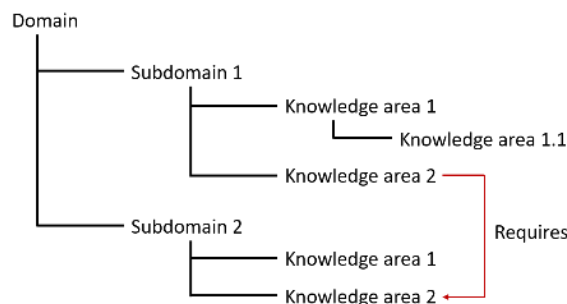 Domain
Subdomain 1
Knowledge area 1
Knowledge area 1.1
Knowledge area 2
Subdomain 2
Requires
Knowledge area 1
Knowledge area 2